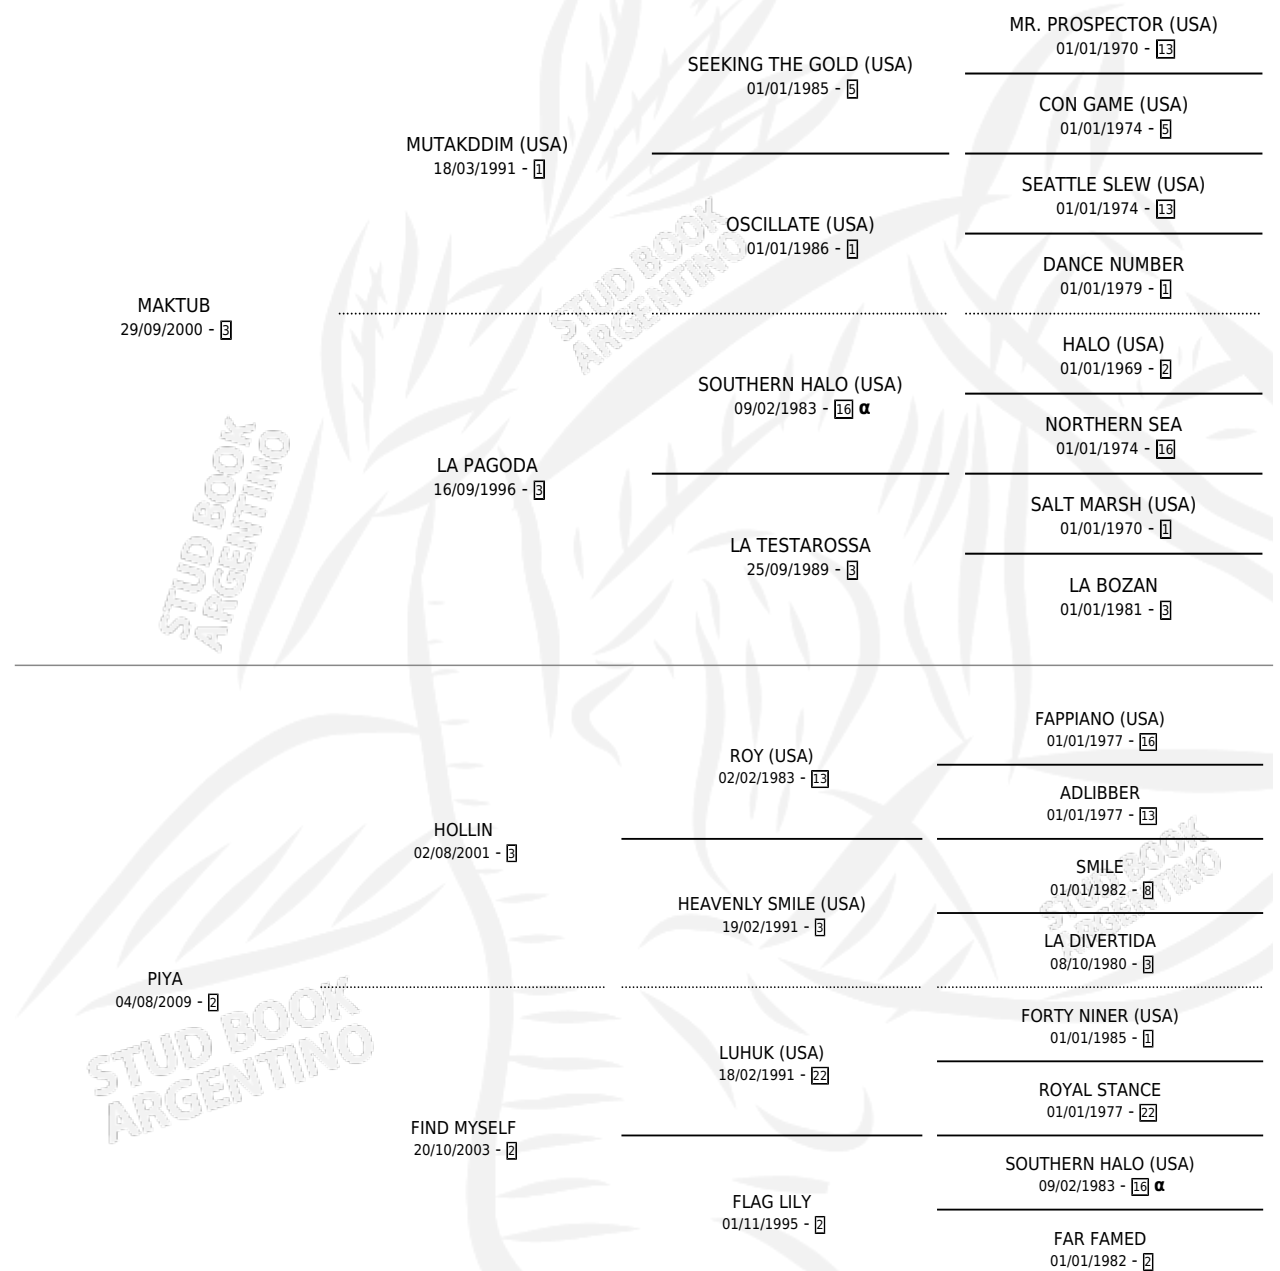 MR. PROSPECTOR (USA)
01/01/1970 - 13
SEEKING THE GOLD (USA)
01/01/1985 - 5
CON GAME (USA)
01/01/1974 - 5
MUTAKDDIM (USA)
18/03/1991 - 1
SEATTLE SLEW (USA)
01/01/1974 - 13
OSCILLATE (USA)
01/01/1986 - 1
DANCE NUMBER
01/01/1979 - 1
MAKTUB
29/09/2000 - 3
HALO (USA)
01/01/1969 - 2
SOUTHERN HALO (USA)
09/02/1983 - 16 α
NORTHERN SEA
01/01/1974 - 16
LA PAGODA
16/09/1996 - 3
SALT MARSH (USA)
01/01/1970 - 1
LA TESTAROSSA
25/09/1989 - 3
LA BOZAN
01/01/1981 - 3
FAPPIANO (USA)
01/01/1977 - 16
ROY (USA)
02/02/1983 - 13
ADLIBBER
01/01/1977 - 13
HOLLIN
02/08/2001 - 3
SMILE
01/01/1982 - 8
HEAVENLY SMILE (USA)
19/02/1991 - 3
LA DIVERTIDA
08/10/1980 - 3
PIYA
04/08/2009 - 2
FORTY NINER (USA)
01/01/1985 - 1
LUHUK (USA)
18/02/1991 - 22
ROYAL STANCE
01/01/1977 - 22
FIND MYSELF
20/10/2003 - 2
SOUTHERN HALO (USA)
09/02/1983 - 16 α
FLAG LILY
01/11/1995 - 2
FAR FAMED
01/01/1982 - 2
STUD BOOK
ARGENTINO
STUD BOOK
ARGENTINO
STUD BOOK
ARGENTINO
STUD BOOK
ARGENTINO